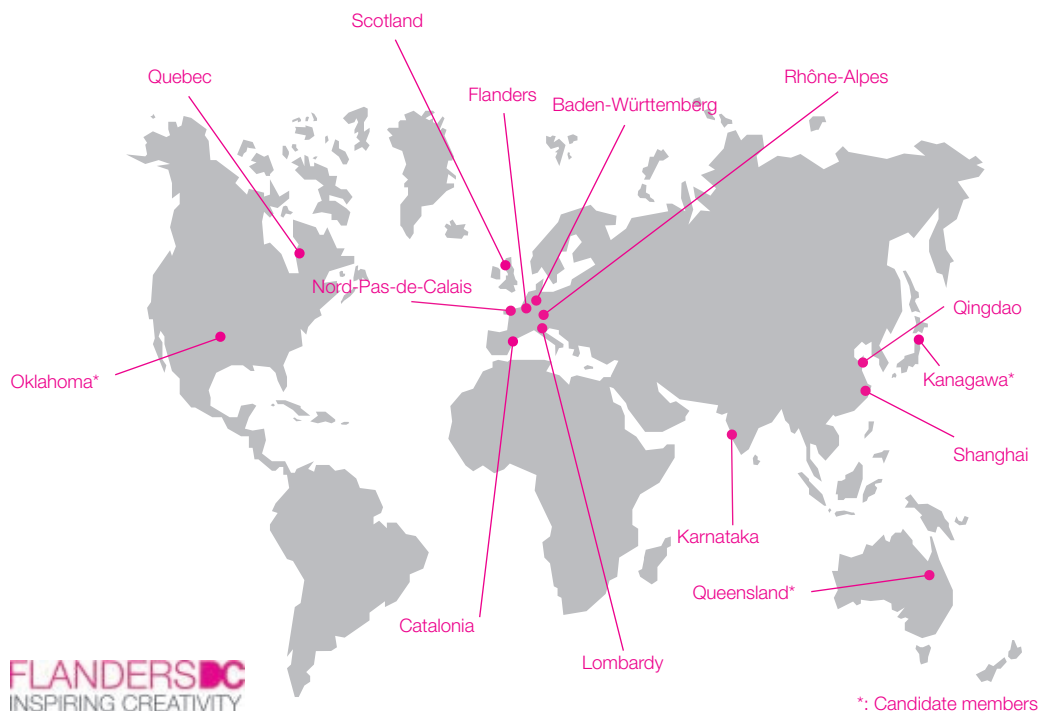 Scotland
Quebec
Rhône-Alpes
Flanders
Baden-Württemberg
Nord-Pas-de-Calais
Qingdao
Oklahoma*
Kanagawa*
Shanghai
Karnataka
Queensland*
Catalonia
Lombardy
FLANDERSDC
INSPIRING CREATIVITY
*: Candidate members